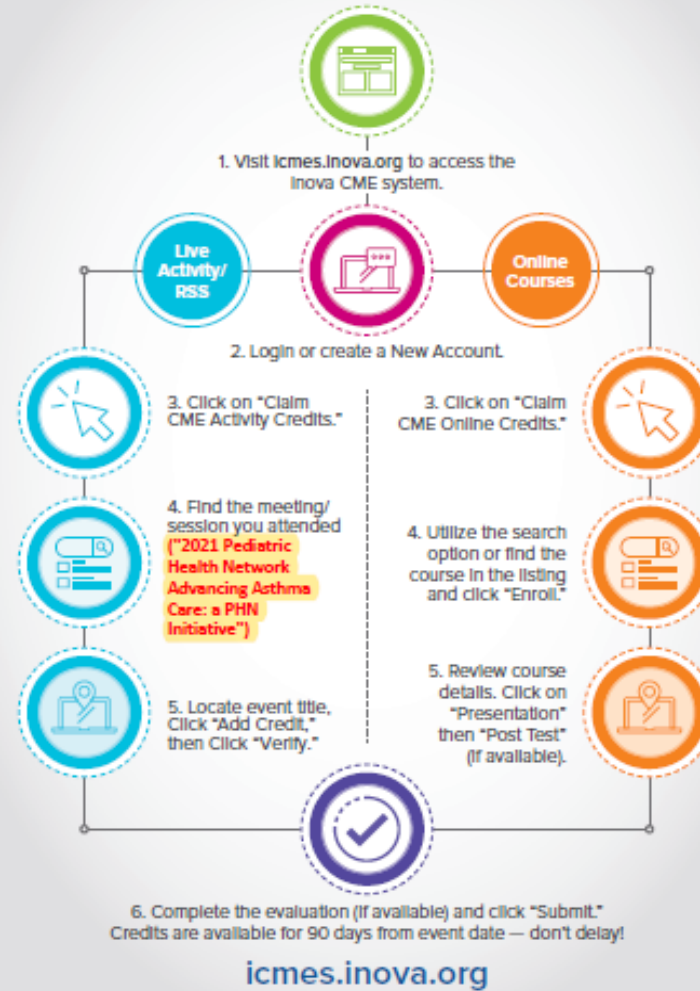 1. Visit icmes.inova.org to access the
Inova CME system.
Live
Activity/
RSS
Online
Courses
2. Login or create a New Account.
3. Click on “Claim
CME Activity Credits.”
4. Find the meeting/
session you attended
("2021 Pediatric
Health Network
Advancing Asthma
Care: a PHN
Initiative")
5. Locate event title,
Click “Add Credit,”
then Click “Verify.”
3. Click on “Claim
CME Online Credits.”
4. Utilize the search
option or find the
course in the listing
and click “Enroll.”
5. Review course
details. Click on
“Presentation”
then “Post Test”
(if available).
6. Complete the evaluation (if available) and click “Submit.”
Credits are available for 90 days from event date — don’t delay!
icmes.inova.org